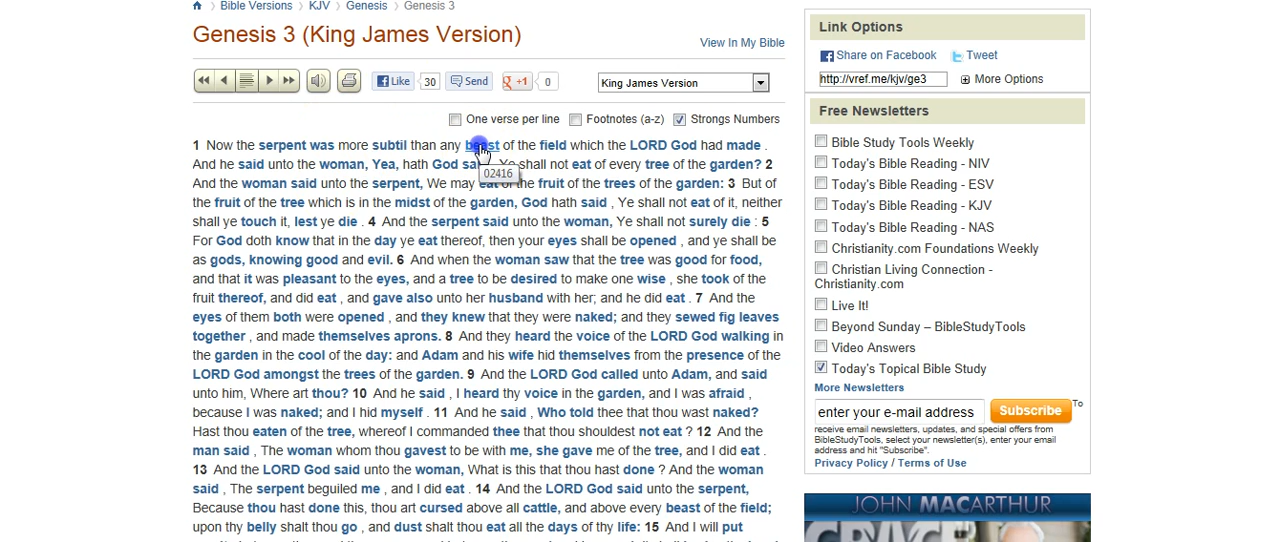 Bible Versions
KJV
Genesis
Genesis 3
Genesis 3 (King James Version)
View In My Bible
Like
30
Send
+1
0
King James Version
One verse per line
Footnotes (a-z)
Strongs Numbers
1 Now the serpent was more subtil than any beast of the field which the LORD God had made .
And he said unto the woman, Yea, hath God Ye shall not eat of every tree of the garden? 2
02416
And the woman said unto the serpent, We may eat of the fruit of the trees of the garden: 3 But of
the fruit of the tree which is in the midst of the garden, God hath said , Ye shall not eat of it, neither
shall ye touch it, lest ye die . 4 And the serpent said unto the woman, Ye shall not surely die : 5
For God doth know that in the day ye eat thereof, then your eyes shall be opened , and ye shall be
as gods, knowing good and evil. 6 And when the woman saw that the tree was good for food,
and that it was pleasant to the eyes, and a tree to be desired to make one wise , she took of the
fruit thereof, and did eat , and gave also unto her husband with her; and he did eat . 7 And the
eyes of them both were opened , and they knew that they were naked; and they sewed fig leaves
together , and made themselves aprons. 8 And they heard the voice of the LORD God walking in
the garden in the cool of the day: and Adam and his wife hid themselves from the presence of the
LORD God amongst the trees of the garden. 9 And the LORD God called unto Adam, and said
unto him, Where art thou? 10 And he said , I heard thy voice in the garden, and I was afraid ,
because I was naked; and I hid myself . 11 And he said , Who told thee that thou wast naked?
Hast thou eaten of the tree, whereof I commanded thee that thou shouldest not eat ? 12 And the
man said , The woman whom thou gavest to be with me, she gave me of the tree, and I did eat .
13 And the LORD God said unto the woman, What is this that thou hast done ? And the woman
said , The serpent beguiled me , and I did eat . 14 And the LORD God said unto the serpent,
Because thou hast done this, thou art cursed above all cattle, and above every beast of the field;
upon thy belly shalt thou go , and dust shalt thou eat all the days of thy life: 15 And I will put
Link Options
Share on Facebook
Tweet
http://vref.me/kjv/ge3
More Options
Free Newsletters
Bible Study Tools Weekly
Today's Bible Reading - NIV
Today's Bible Reading - ESV
Today's Bible Reading - KJV
Today's Bible Reading - NAS
Christianity.com Foundations Weekly
Christian Living Connection -
Christianity.com
Live It!
Beyond Sunday – BibleStudyTools
Video Answers
Today's Topical Bible Study
More Newsletters
enter your e-mail address
Subscribe
To
receive email newsletters, updates, and special offers from
BibleStudyTools, select your newsletter(s), enter your email
address and hit "Subscribe".
Privacy Policy / Terms of Use
JOHN MACARTHUR